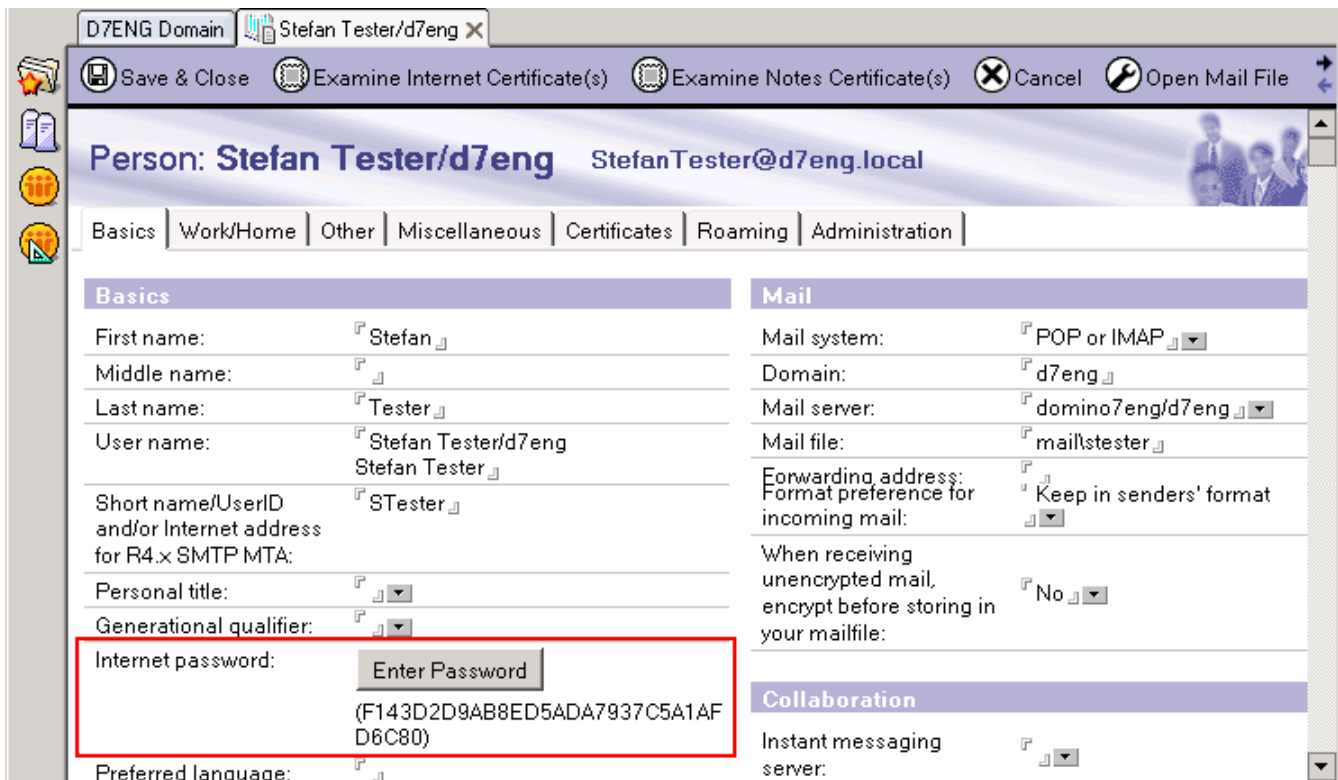 D7ENG Domain
Stefan Tester/d7eng
Save & Close
Examine Internet Certificate(s)
Examine Notes Certificate(s)
Cancel
Open Mail File
Person: Stefan Tester/d7eng
StefanTester@d7eng.local
Basics
Work/Home
Other
Miscellaneous
Certificates
Roaming
Administration
Basics
First name:
Stefan
Middle name:
Last name:
Tester
User name:
Stefan Tester/d7eng
Stefan Tester
Short name/UserID
and/or Internet address
for R4.x SMTP MTA:
STester
Personal title:
Generational qualifier:
Internet password:
Enter Password
(F143D2D9AB8ED5ADA7937C5A1AF
D6C80)
Preferred language:
Mail
Mail system:
POP or IMAP
Domain:
d7eng
Mail server:
domino7eng/d7eng
Mail file:
mail\stester
Forwarding address:
Format preference for
incoming mail:
Keep in senders' format
When receiving
unencrypted mail,
encrypt before storing in
your mailfile:
No
Collaboration
Instant messaging
server: